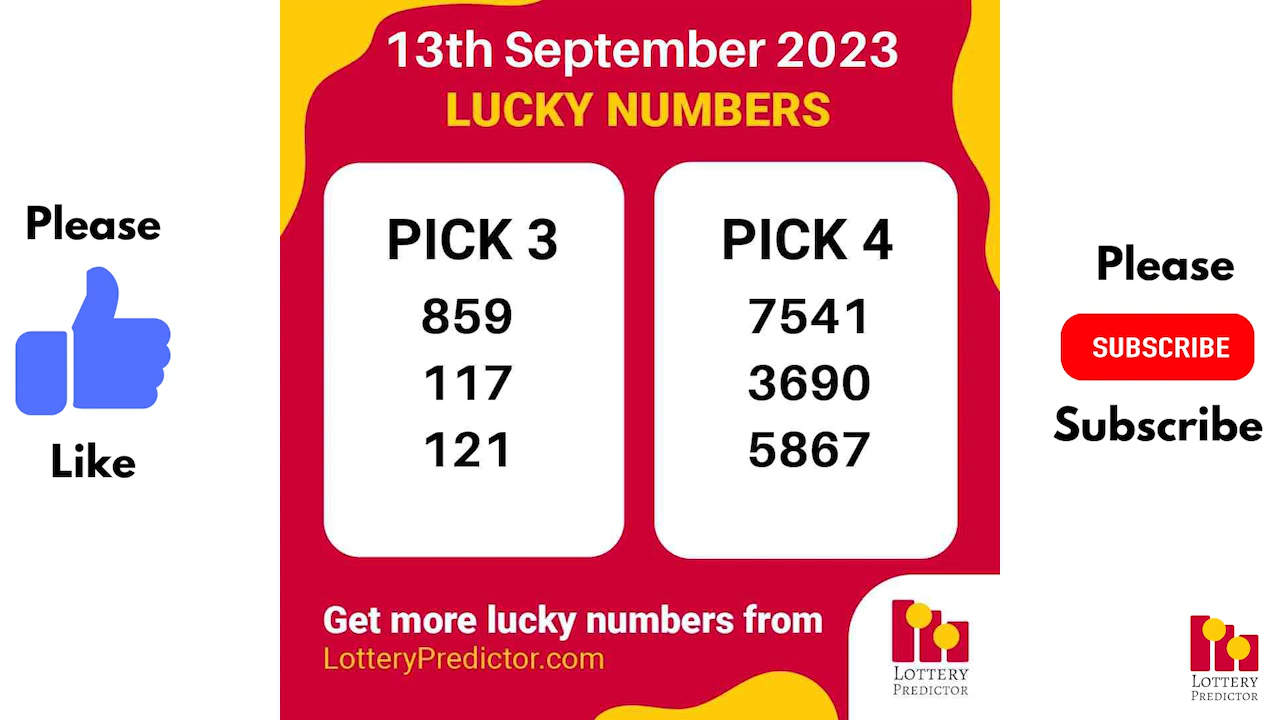 13th September 2023
LUCKY NUMBERS
Please
Like
PICK 3
859
117
121
PICK 4
7541
3690
5867
Please
SUBSCRIBE
Subscribe
Get more lucky numbers from
LotteryPredictor.com
LOTTERY
PREDICTOR
LOTTERY
PREDICTOR